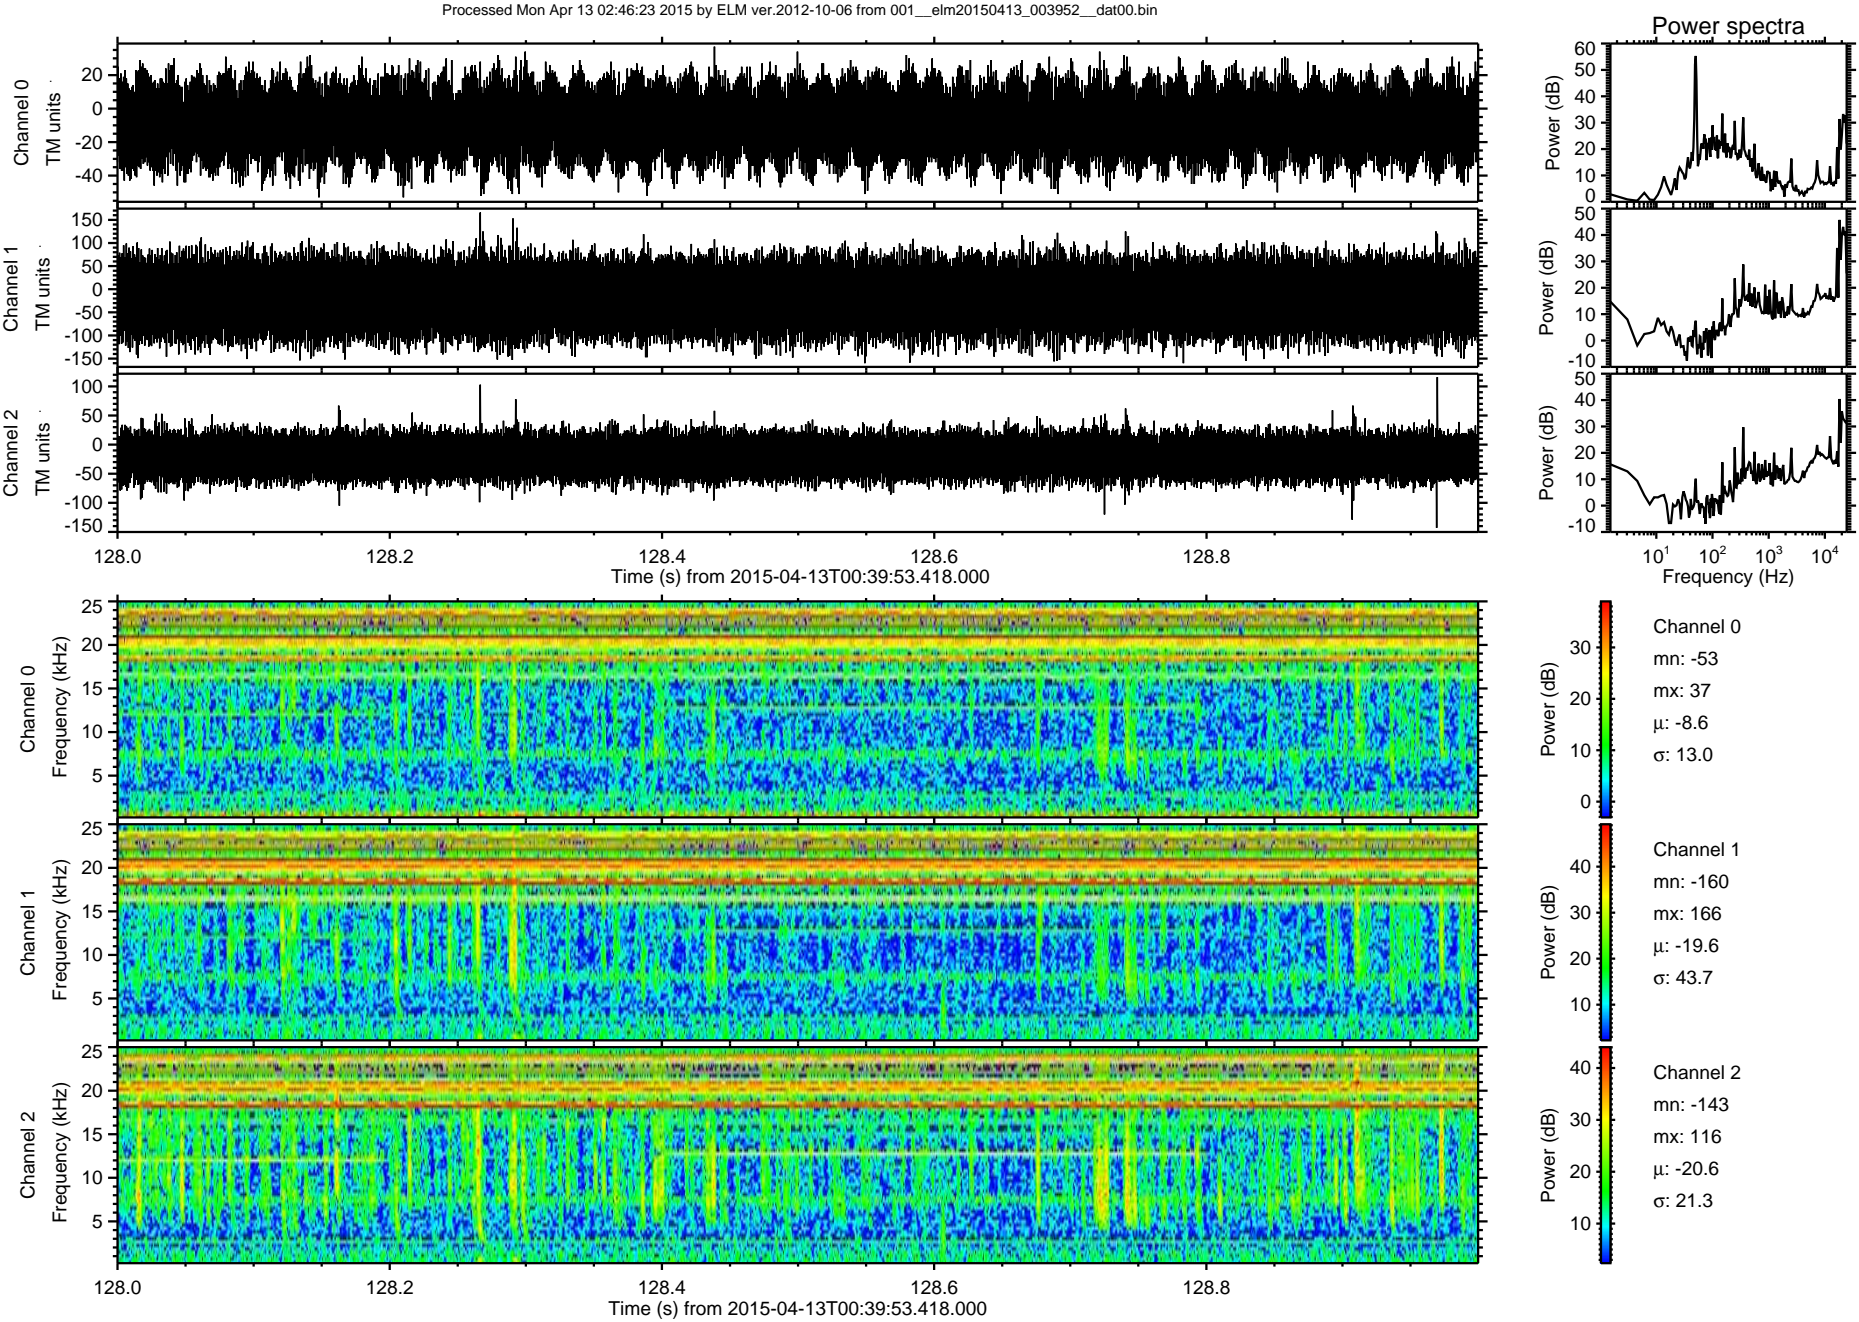 Processed Mon Apr 13 02:46:23 2015 by ELM ver.2012-10-06 from 001__elm20150413_003952__dat00.bin
Power spectra
Channel 0
TM units
20
0
-20
-40
Power (dB)
60
50
40
30
20
10
0
Channel 1
TM units
150
100
50
0
-50
-100
-150
Power (dB)
50
40
30
20
10
0
-10
Channel 2
TM units
100
50
0
-50
-100
-150
Power (dB)
50
40
30
20
10
0
-10
128.0 128.2 128.4 128.6 128.8
Time (s) from 2015-04-13T00:39:53.418.000
10^1 10^2 10^3 10^4
Frequency (Hz)
Channel 0
Frequency (kHz)
25
20
15
10
5
Power (dB)
30
20
10
0
Channel 0
mn: -53
mx: 37
µ: -8.6
σ: 13.0
Channel 1
Frequency (kHz)
25
20
15
10
5
Power (dB)
40
30
20
10
Channel 1
mn: -160
mx: 166
µ: -19.6
σ: 43.7
Channel 2
Frequency (kHz)
25
20
15
10
5
Power (dB)
40
30
20
10
Channel 2
mn: -143
mx: 116
µ: -20.6
σ: 21.3
128.0 128.2 128.4 128.6 128.8
Time (s) from 2015-04-13T00:39:53.418.000